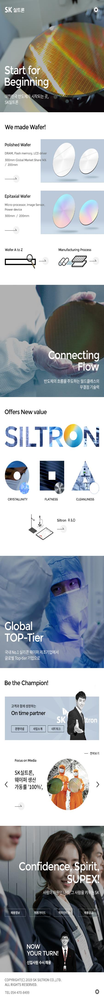 SK 실트론
Start for
Beginning
대한민국 반도체가 시작되는 곳,
SK실트론
We made Wafer!
Polished Wafer
DRAM, Flash memory, LCD driver
300mm Global Market Share 14%
/ 200mm
Epitaxial Wafer
Micro-processor, Image Sensor,
Power device
300mm / 200mm
Wafer A to Z
Manufacturing Process
Connecting
Flow
반도체의 흐름을 주도하는 월드클래스의
무결점 기술력
Offers New value
SILTRON
CRYSTALLINITY
FLATNESS
CLEANLINESS
Siltron R&D
Global
TOP-Tier
국내 No.1 실리콘 웨이퍼 제조기업에서
글로벌 Top-tier 기업으로
Be the Champion!
고객과 함께 성장하는
On time partner
SK
ltron
경영이념
사업소개
네트워크
전체보기
Focus on Media
SK실트론,
웨이퍼 생산
가동률 '100%',
Confidence, Spirit,
SUPEX!
사람이 자원인 나라, 그 사람을 키우는 SK
채용정보
지원가이드
직무인터뷰
채용공고
NOW
YOUR TURN!
신입사원 수시 채용
COPYRIGHT(C) 2019 SK SILTRON CO.,LTD.
ALL RIGHTS RESERVED.
TEL 054-470-8499